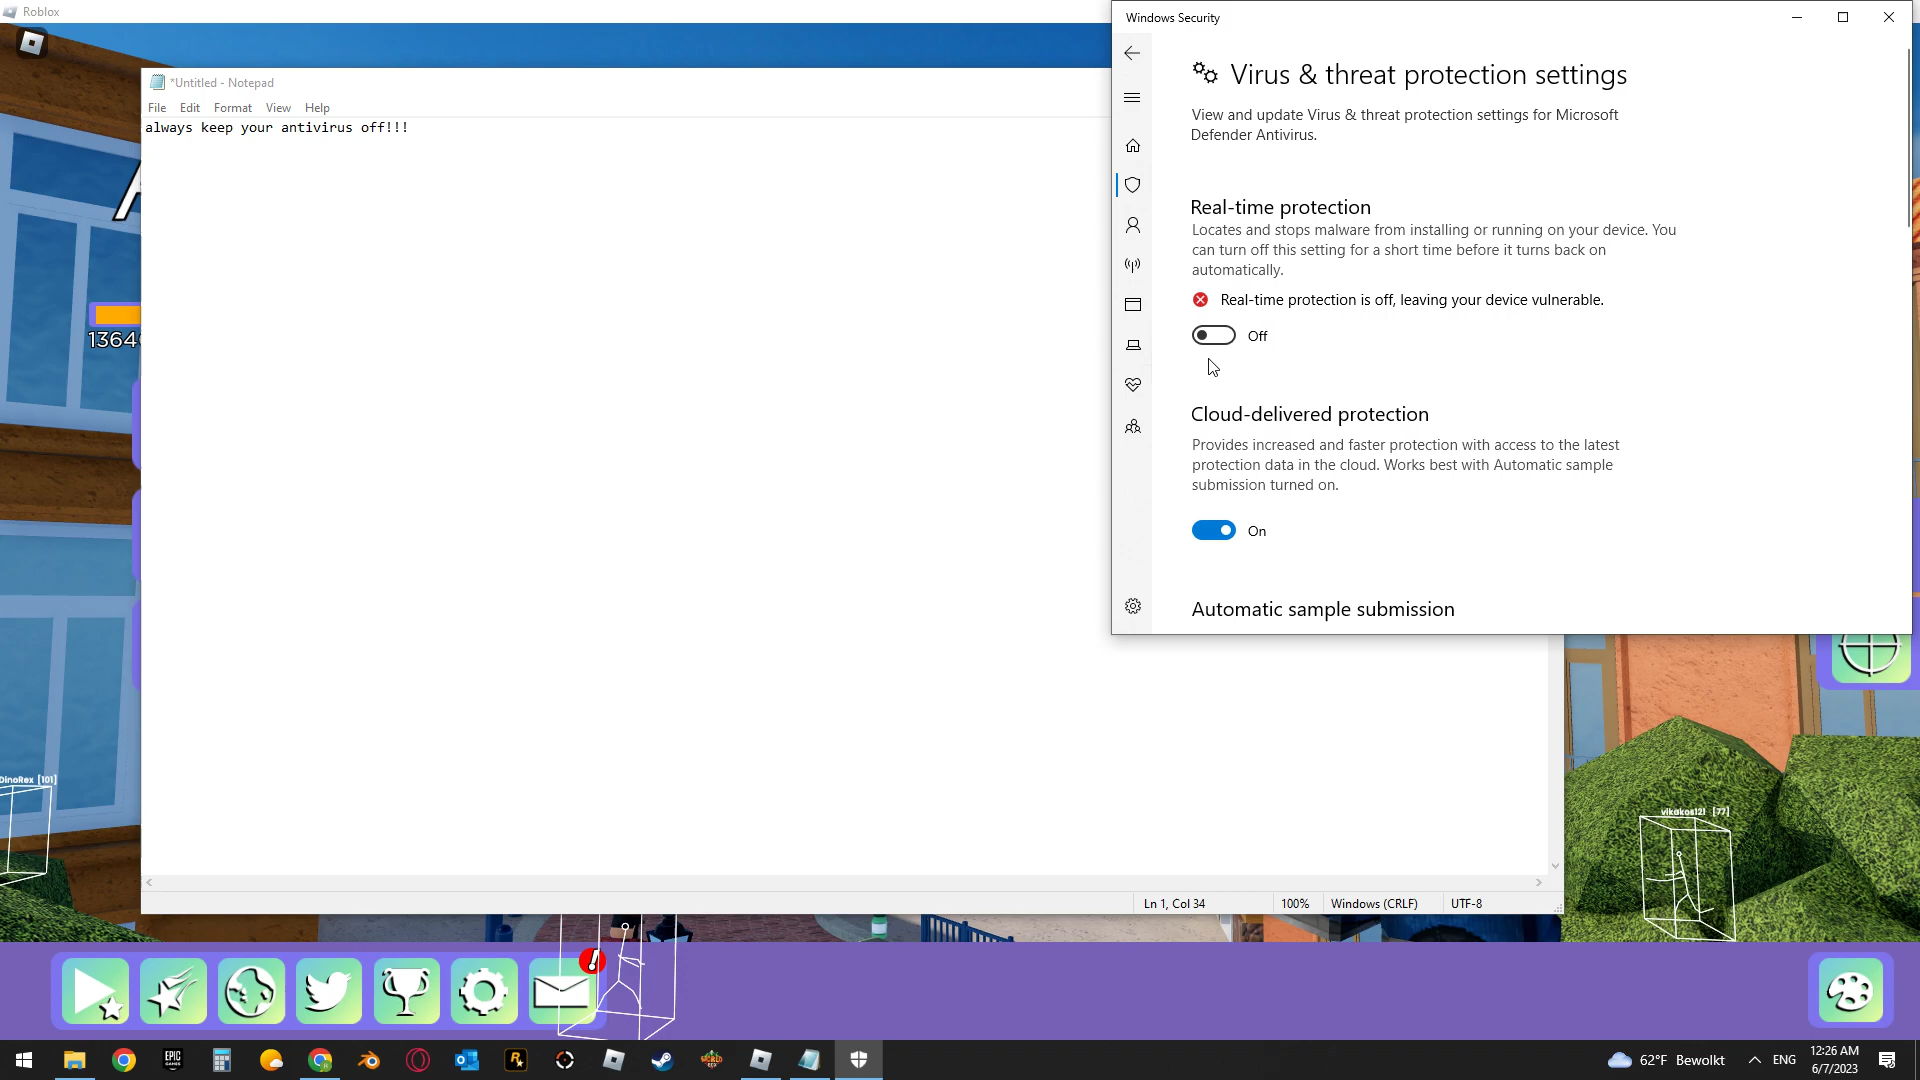 Roblox
*Untitled - Notepad
File Edit Format View Help
always keep your antivirus off!!!
DinoRex [101]
Windows Security
Virus & threat protection settings
View and update Virus & threat protection settings for Microsoft
Defender Antivirus.
Real-time protection
Locates and stops malware from installing or running on your device. You
can turn off this setting for a short time before it turns back on
automatically.
Real-time protection is off, leaving your device vulnerable.
Off
Cloud-delivered protection
Provides increased and faster protection with access to the latest
protection data in the cloud. Works best with Automatic sample
submission turned on.
On
Automatic sample submission
vikakos121 [77]
Ln 1, Col 34 100% Windows (CRLF) UTF-8
EPIC
GAMES
62°F Bewolkt
ENG
12:26 AM
6/7/2023